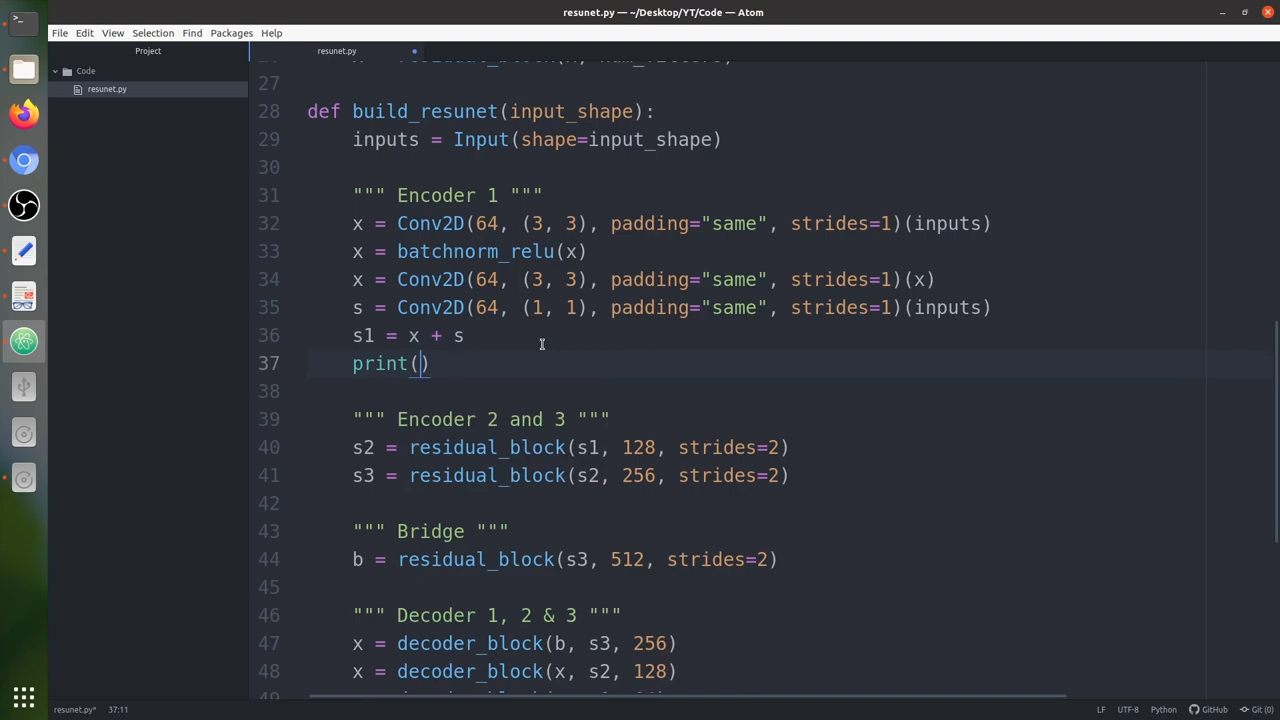 resunet.py — ~/Desktop/YT/Code — Atom
File Edit View Selection Find Packages Help
Project
resunet.py
Code
resunet.py
27
28 def build_resunet(input_shape):
29 inputs = Input(shape=input_shape)
30
31 """ Encoder 1 """
32 x = Conv2D(64, (3, 3), padding="same", strides=1)(inputs)
33 x = batchnorm_relu(x)
34 x = Conv2D(64, (3, 3), padding="same", strides=1)(x)
35 s = Conv2D(64, (1, 1), padding="same", strides=1)(inputs)
36 s1 = x + s
37 print()
38
39 """ Encoder 2 and 3 """
40 s2 = residual_block(s1, 128, strides=2)
41 s3 = residual_block(s2, 256, strides=2)
42
43 """ Bridge """
44 b = residual_block(s3, 512, strides=2)
45
46 """ Decoder 1, 2 & 3 """
47 x = decoder_block(b, s3, 256)
48 x = decoder_block(x, s2, 128)
resunet.py* 37:11 LF UTF-8 Python GitHub Git (0)